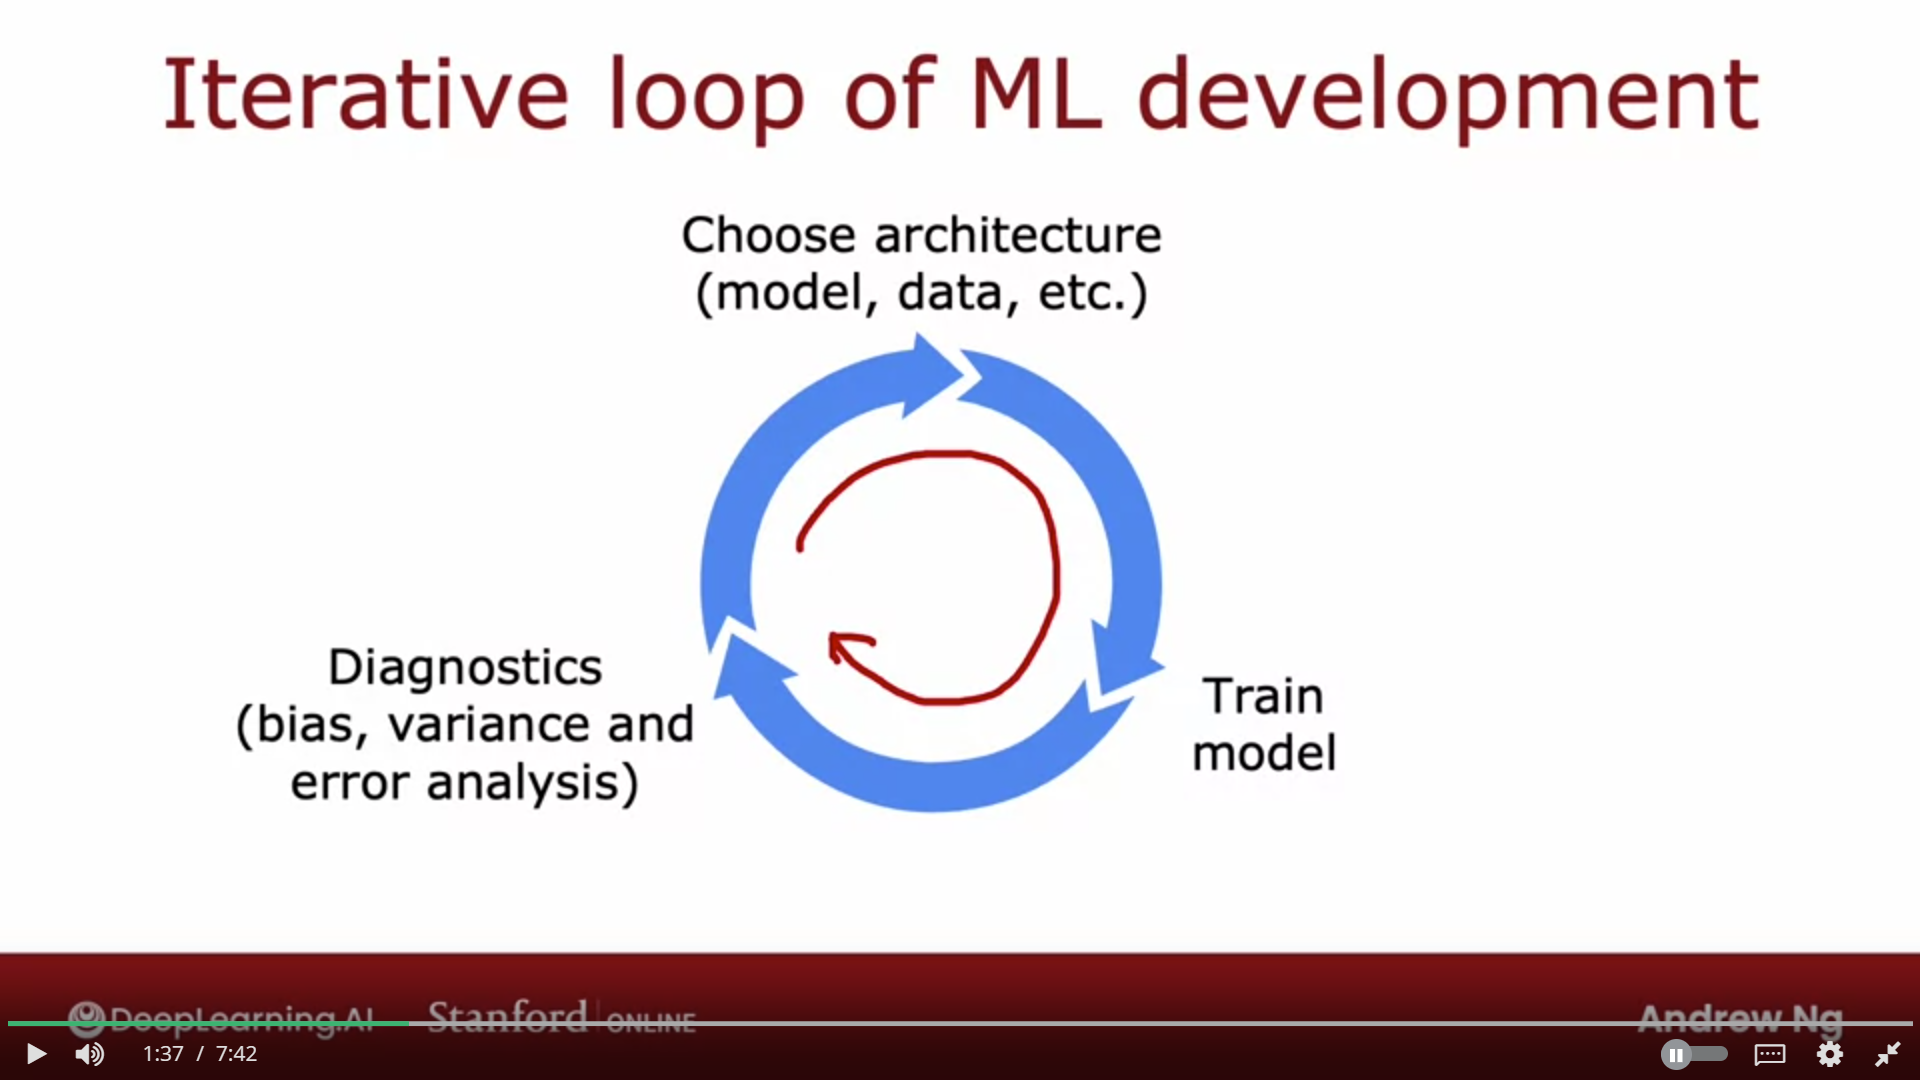 Iterative loop of ML development
Choose architecture
(model, data, etc.)
Diagnostics
(bias, variance and
error analysis)
Train
model
DeepLearning.AI
Stanford | ONLINE
Andrew Ng
1:37 / 7:42